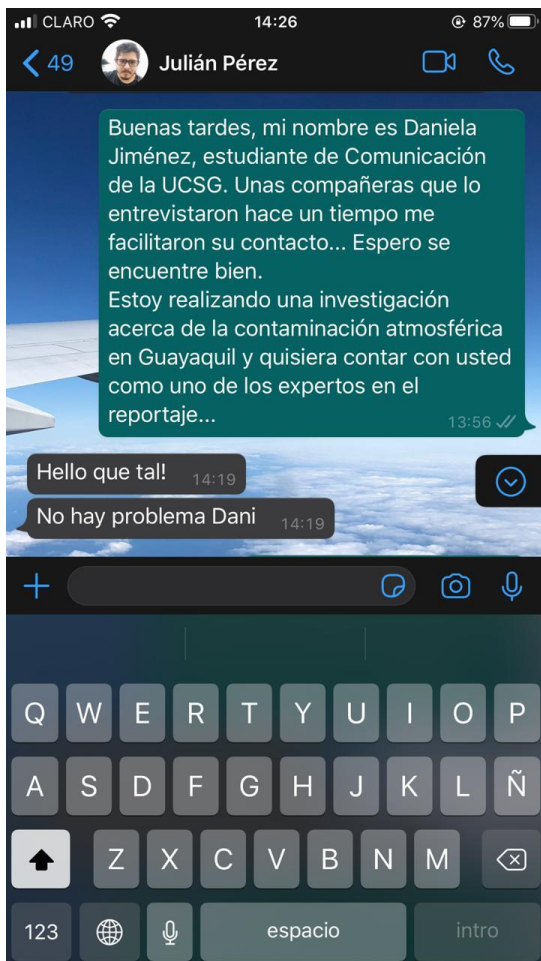 CLARO 14:26 87%
49 Julián Pérez
Buenas tardes, mi nombre es Daniela
Jiménez, estudiante de Comunicación
de la UCSG. Unas compañeras que lo
entrevistaron hace un tiempo me
facilitaron su contacto... Espero se
encuentre bien.
Estoy realizando una investigación
acerca de la contaminación atmosférica
en Guayaquil y quisiera contar con usted
como uno de los expertos en el
reportaje...
13:56
Hello que tal! 14:19
No hay problema Dani 14:19
Q W E R T Y U I O P
A S D F G H J K L Ñ
Z X C V B N M
123 espacio intro